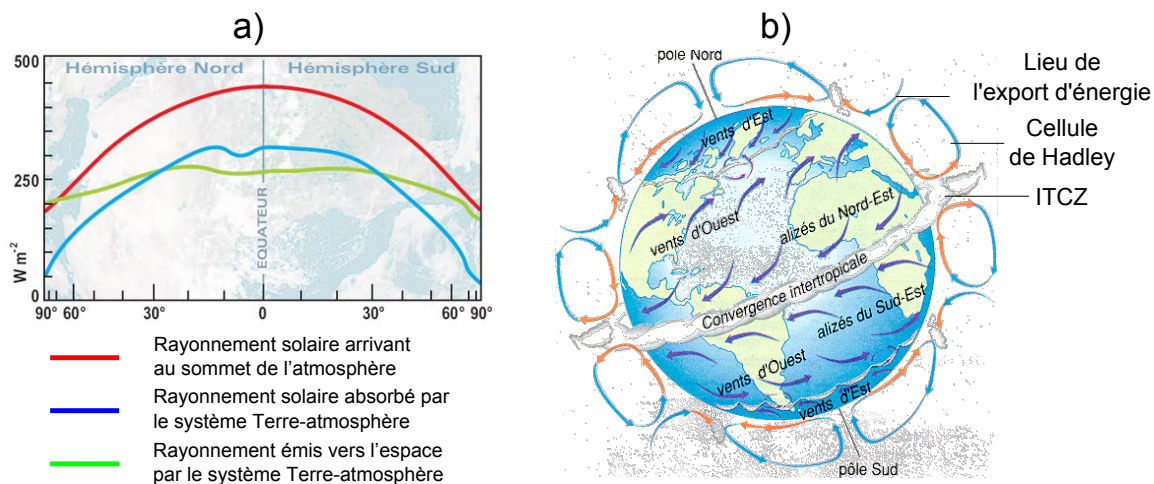 a)
500
250
0
W m-2
Hémisphère Nord
Hémisphère Sud
EQUATEUR
90° 60° 30° 0 30° 60° 90°
Rayonnement solaire arrivant
au sommet de l'atmosphère
Rayonnement solaire absorbé par
le système Terre-atmosphère
Rayonnement émis vers l'espace
par le système Terre-atmosphère
b)
pôle Nord
vents d'Est
vents d'Ouest
alizés du Nord-Est
Convergence intertropicale
alizés du Sud-Est
vents d'Ouest
vents d'Est
pôle Sud
Lieu de
l'export d'énergie
Cellule
de Hadley
ITCZ